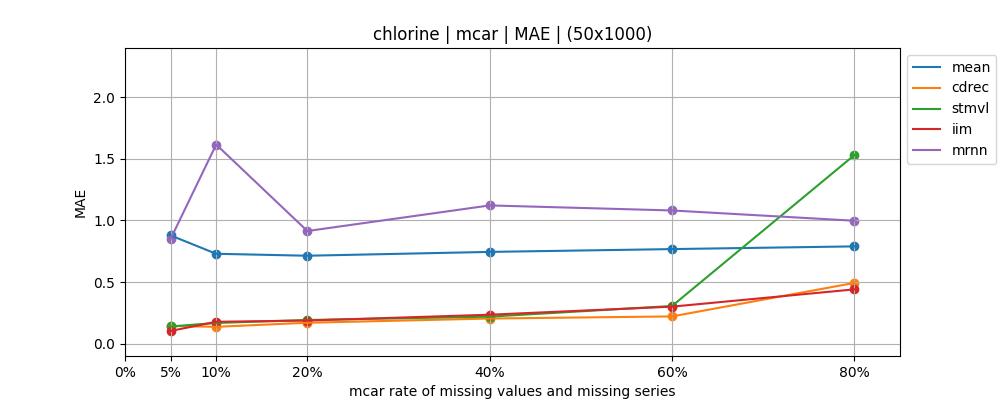 chlorine | mcar | MAE | (50x1000)
MAE
2.0
1.5
1.0
0.5
0.0
0% 5% 10% 20% 40% 60% 80%
mcar rate of missing values and missing series
mean
cdrec
stmvl
iim
mrnn